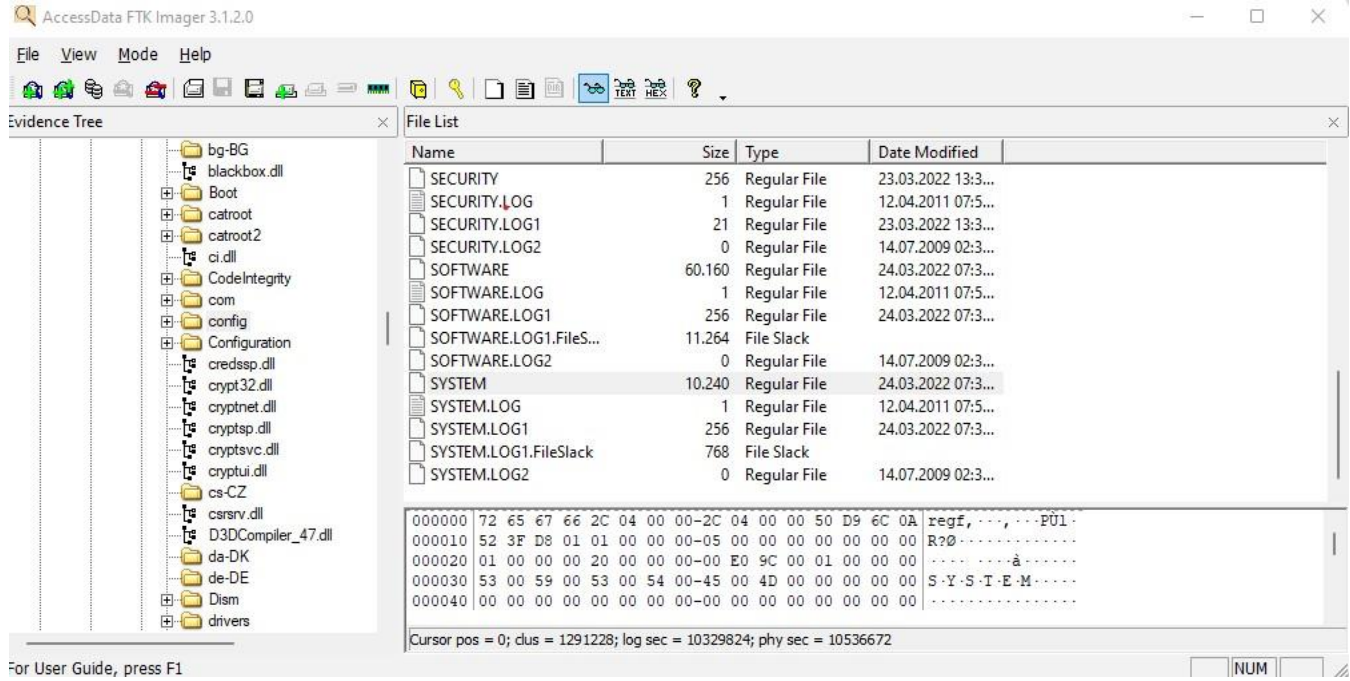 AccessData FTK Imager 3.1.2.0
File View Mode Help
TEXT HEX
Evidence Tree
bg-BG
blackbox.dll
Boot
catroot
catroot2
ci.dll
CodeIntegrity
com
config
Configuration
credssp.dll
crypt32.dll
cryptnet.dll
cryptsp.dll
cryptsvc.dll
cryptui.dll
cs-CZ
csrsrv.dll
D3DCompiler_47.dll
da-DK
de-DE
Dism
drivers
File List
Name Size Type Date Modified
SECURITY 256 Regular File 23.03.2022 13:3...
SECURITY.LOG 1 Regular File 12.04.2011 07:5...
SECURITY.LOG1 21 Regular File 23.03.2022 13:3...
SECURITY.LOG2 0 Regular File 14.07.2009 02:3...
SOFTWARE 60.160 Regular File 24.03.2022 07:3...
SOFTWARE.LOG 1 Regular File 12.04.2011 07:5...
SOFTWARE.LOG1 256 Regular File 24.03.2022 07:3...
SOFTWARE.LOG1.FileS... 11.264 File Slack
SOFTWARE.LOG2 0 Regular File 14.07.2009 02:3...
SYSTEM 10.240 Regular File 24.03.2022 07:3...
SYSTEM.LOG 1 Regular File 12.04.2011 07:5...
SYSTEM.LOG1 256 Regular File 24.03.2022 07:3...
SYSTEM.LOG1.FileSlack 768 File Slack
SYSTEM.LOG2 0 Regular File 14.07.2009 02:3...
000000 72 65 67 66 2C 04 00 00-2C 04 00 00 50 D9 6C 0A regf,···,···PÙl·
000010 52 3F D8 01 01 00 00 00-05 00 00 00 00 00 00 00 R?Ø·············
000020 01 00 00 00 20 00 00 00-00 E0 9C 00 01 00 00 00 ···· ····à······
000030 53 00 59 00 53 00 54 00-45 00 4D 00 00 00 00 00 S·Y·S·T·E·M·····
000040 00 00 00 00 00 00 00 00-00 00 00 00 00 00 00 00 ················
Cursor pos = 0; clus = 1291228; log sec = 10329824; phy sec = 10536672
For User Guide, press F1
NUM